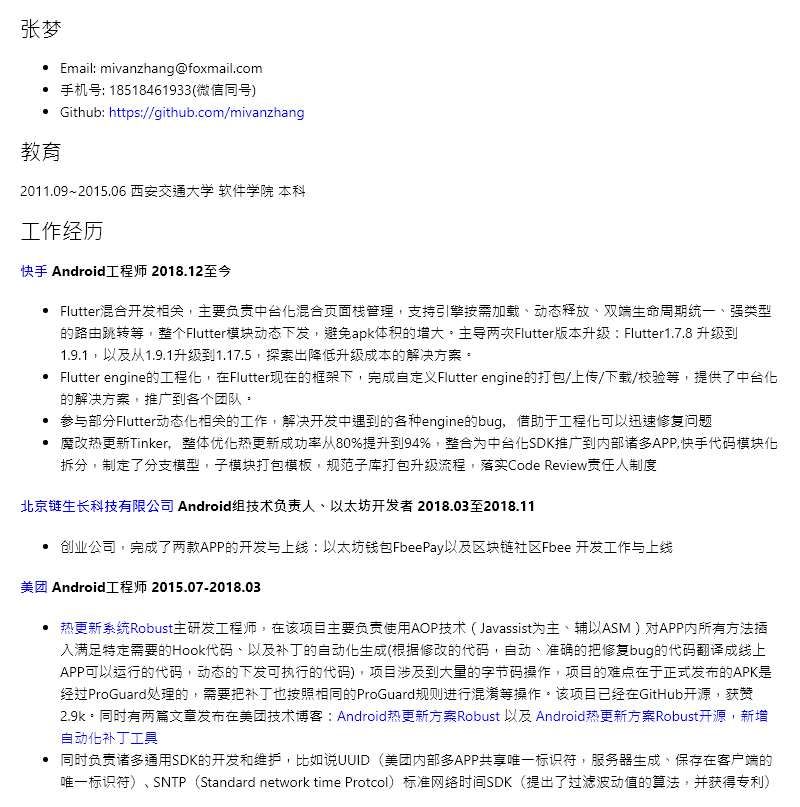 张梦
Email: mivanzhang@foxmail.com
手机号: 18518461933(微信同号)
Github: https://github.com/mivanzhang
教育
2011.09~2015.06 西安交通大学 软件学院 本科
工作经历
快手 Android工程师 2018.12至今
Flutter混合开发相关，主要负责中台化混合页面栈管理，支持引擎按需加载、动态释放、双端生命周期统一、强类型
的路由跳转等，整个Flutter模块动态下发，避免apk体积的增大。主导两次Flutter版本升级：Flutter1.7.8 升级到
1.9.1，以及从1.9.1升级到1.17.5，探索出降低升级成本的解决方案。
Flutter engine的工程化，在Flutter现在的框架下，完成自定义Flutter engine的打包/上传/下载/校验等，提供了中台化
的解决方案，推广到各个团队。
参与部分Flutter动态化相关的工作，解决开发中遇到的各种engine的bug，借助于工程化可以迅速修复问题
魔改热更新Tinker，整体优化热更新成功率从80%提升到94%，整合为中台化SDK推广到内部诸多APP,快手代码模块化
拆分，制定了分支模型，子模块打包模板，规范子库打包升级流程，落实Code Review责任人制度
北京链生长科技有限公司 Android组技术负责人、以太坊开发者 2018.03至2018.11
创业公司，完成了两款APP的开发与上线：以太坊钱包FbeePay以及区块链社区Fbee 开发工作与上线
美团 Android工程师 2015.07-2018.03
热更新系统Robust主研发工程师，在该项目主要负责使用AOP技术（Javassist为主、辅以ASM）对APP内所有方法插
入满足特定需要的Hook代码、以及补丁的自动化生成(根据修改的代码，自动、准确的把修复bug的代码翻译成线上
APP可以运行的代码，动态的下发可执行的代码)，项目涉及到大量的字节码操作，项目的难点在于正式发布的APK是
经过ProGuard处理的，需要把补丁也按照相同的ProGuard规则进行混淆等操作。该项目已经在GitHub开源，获赞
2.9k。同时有两篇文章发布在美团技术博客：Android热更新方案Robust 以及 Android热更新方案Robust开源，新增
自动化补丁工具
同时负责诸多通用SDK的开发和维护，比如说UUID（美团内部多APP共享唯一标识符，服务器生成、保存在客户端的
唯一标识符）、SNTP（Standard network time Protcol）标准网络时间SDK（提出了过滤波动值的算法，并获得专利）